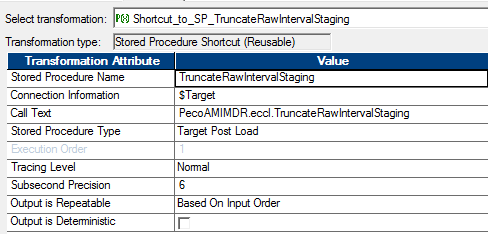 Select transformation: Shortcut_to_SP_TruncateRawIntervalStaging
Transformation type: Stored Procedure Shortcut (Reusable)
Transformation Attribute Value
Stored Procedure Name TruncateRawIntervalStaging
Connection Information $Target
Call Text PecoAMIMDR.eccl.TruncateRawIntervalStaging
Stored Procedure Type Target Post Load
Execution Order 1
Tracing Level Normal
Subsecond Precision 6
Output is Repeatable Based On Input Order
Output is Deterministic